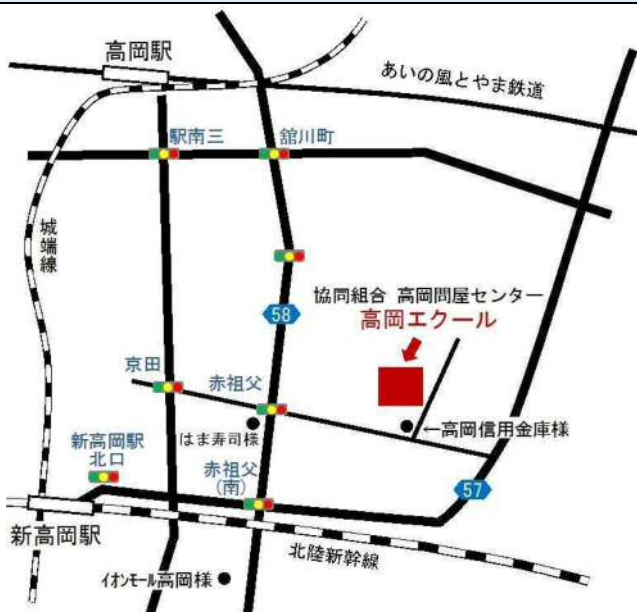 高岡駅
あいの風とやま鉄道
駅南三
舘川町
城端線
協同組合 高岡問屋センター
高岡エクール
58
京田
赤祖父
はま寿司様
←高岡信用金庫様
新高岡駅
北口
赤祖父
(南)
57
新高岡駅
北陸新幹線
イオンモール高岡様